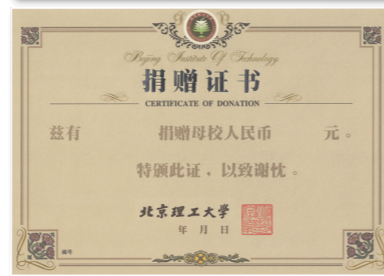 Beijing Institute Of Technology
捐赠证书
CERTIFICATE OF DONATION
兹有 捐赠母校人民币 元。
特颁此证，以致谢忱。
北京理工大学
年 月 日
编号